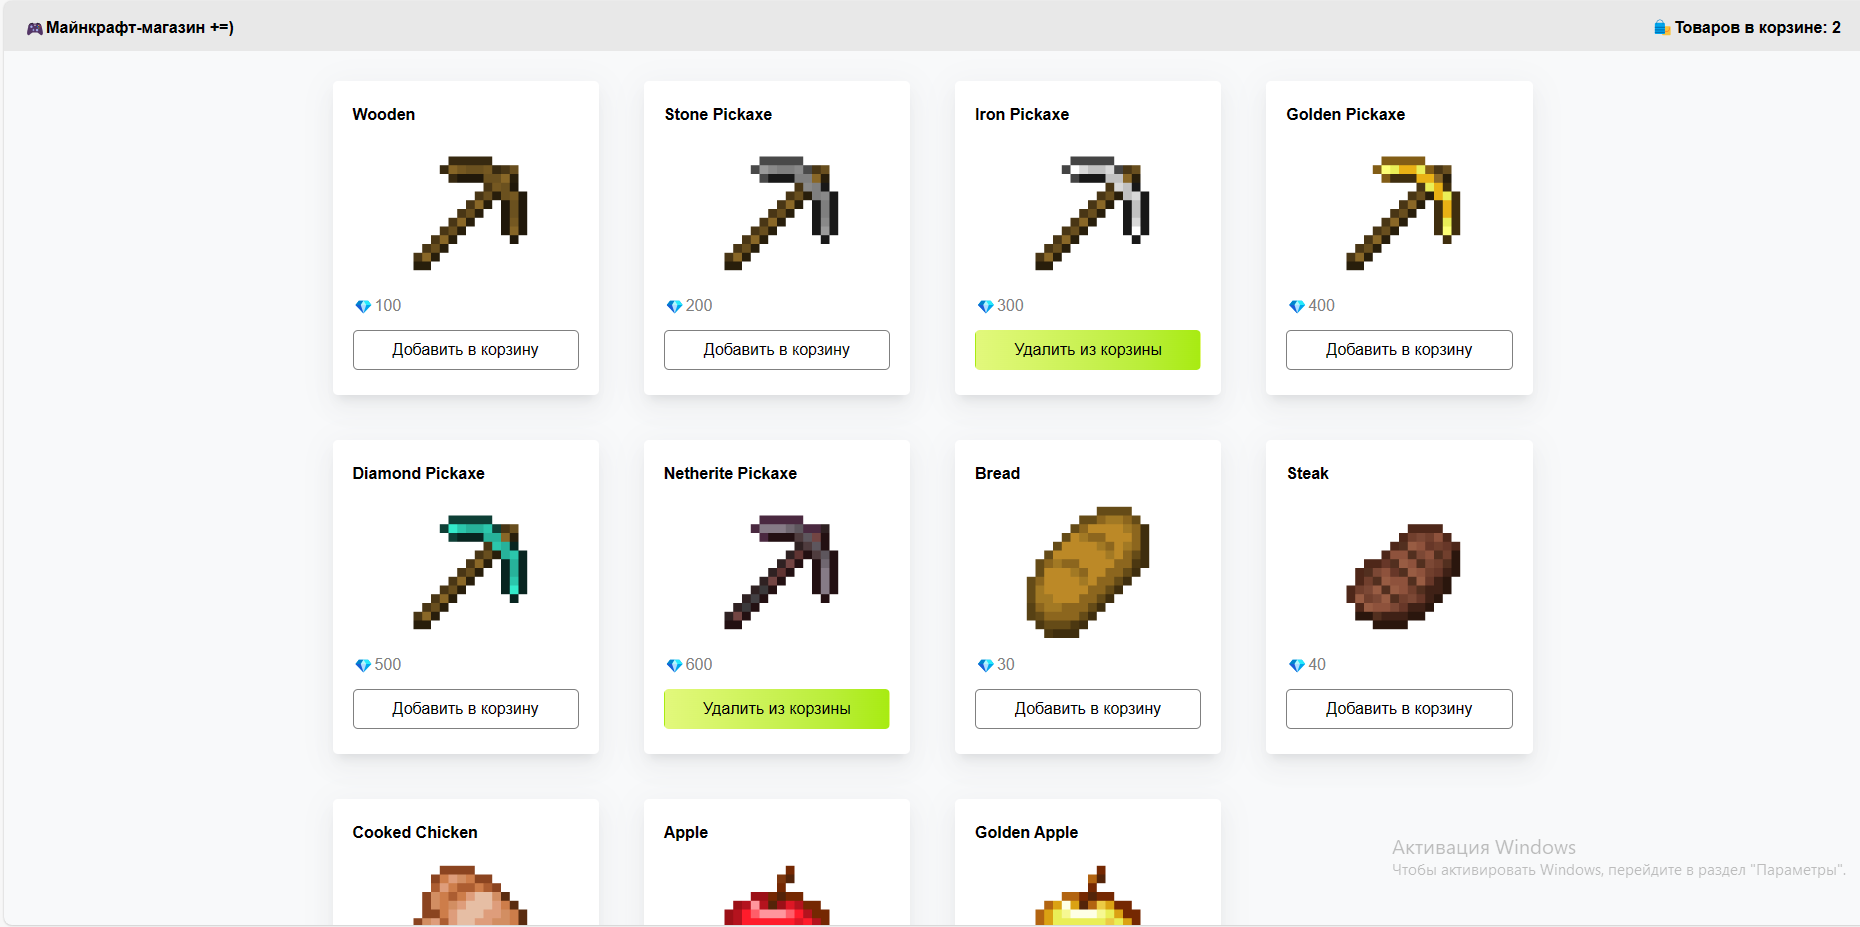 Майнкрафт-магазин +=)
Товаров в корзине: 2
Wooden
Stone Pickaxe
Iron Pickaxe
Golden Pickaxe
100
200
300
400
Добавить в корзину
Добавить в корзину
Удалить из корзины
Добавить в корзину
Diamond Pickaxe
Netherite Pickaxe
Bread
Steak
500
600
30
40
Добавить в корзину
Удалить из корзины
Добавить в корзину
Добавить в корзину
Cooked Chicken
Apple
Golden Apple
Активация Windows
Чтобы активировать Windows, перейдите в раздел "Параметры".